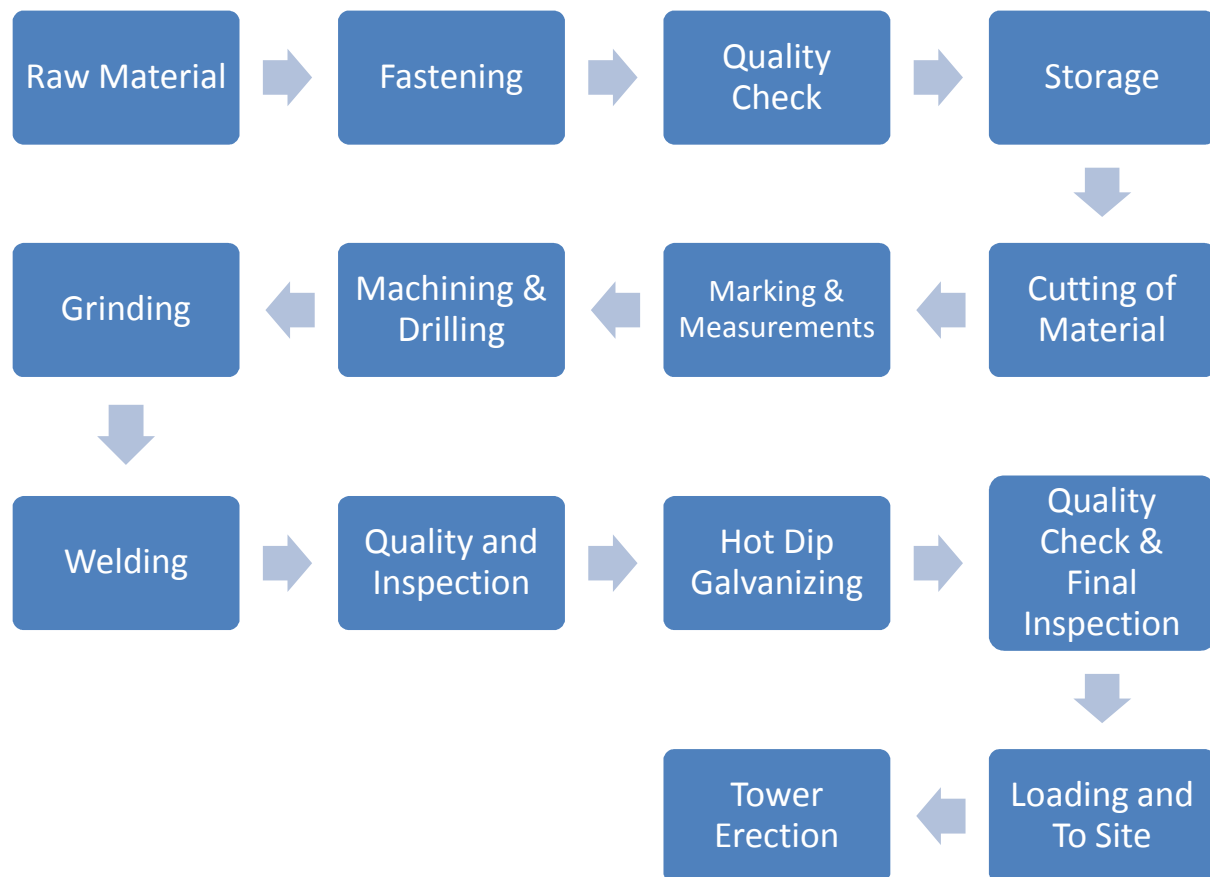 Raw Material
Fastening
Quality
Check
Storage
Cutting of
Material
Marking &
Measurements
Machining &
Drilling
Grinding
Welding
Quality and
Inspection
Hot Dip
Galvanizing
Quality
Check &
Final
Inspection
Loading and
To Site
Tower
Erection